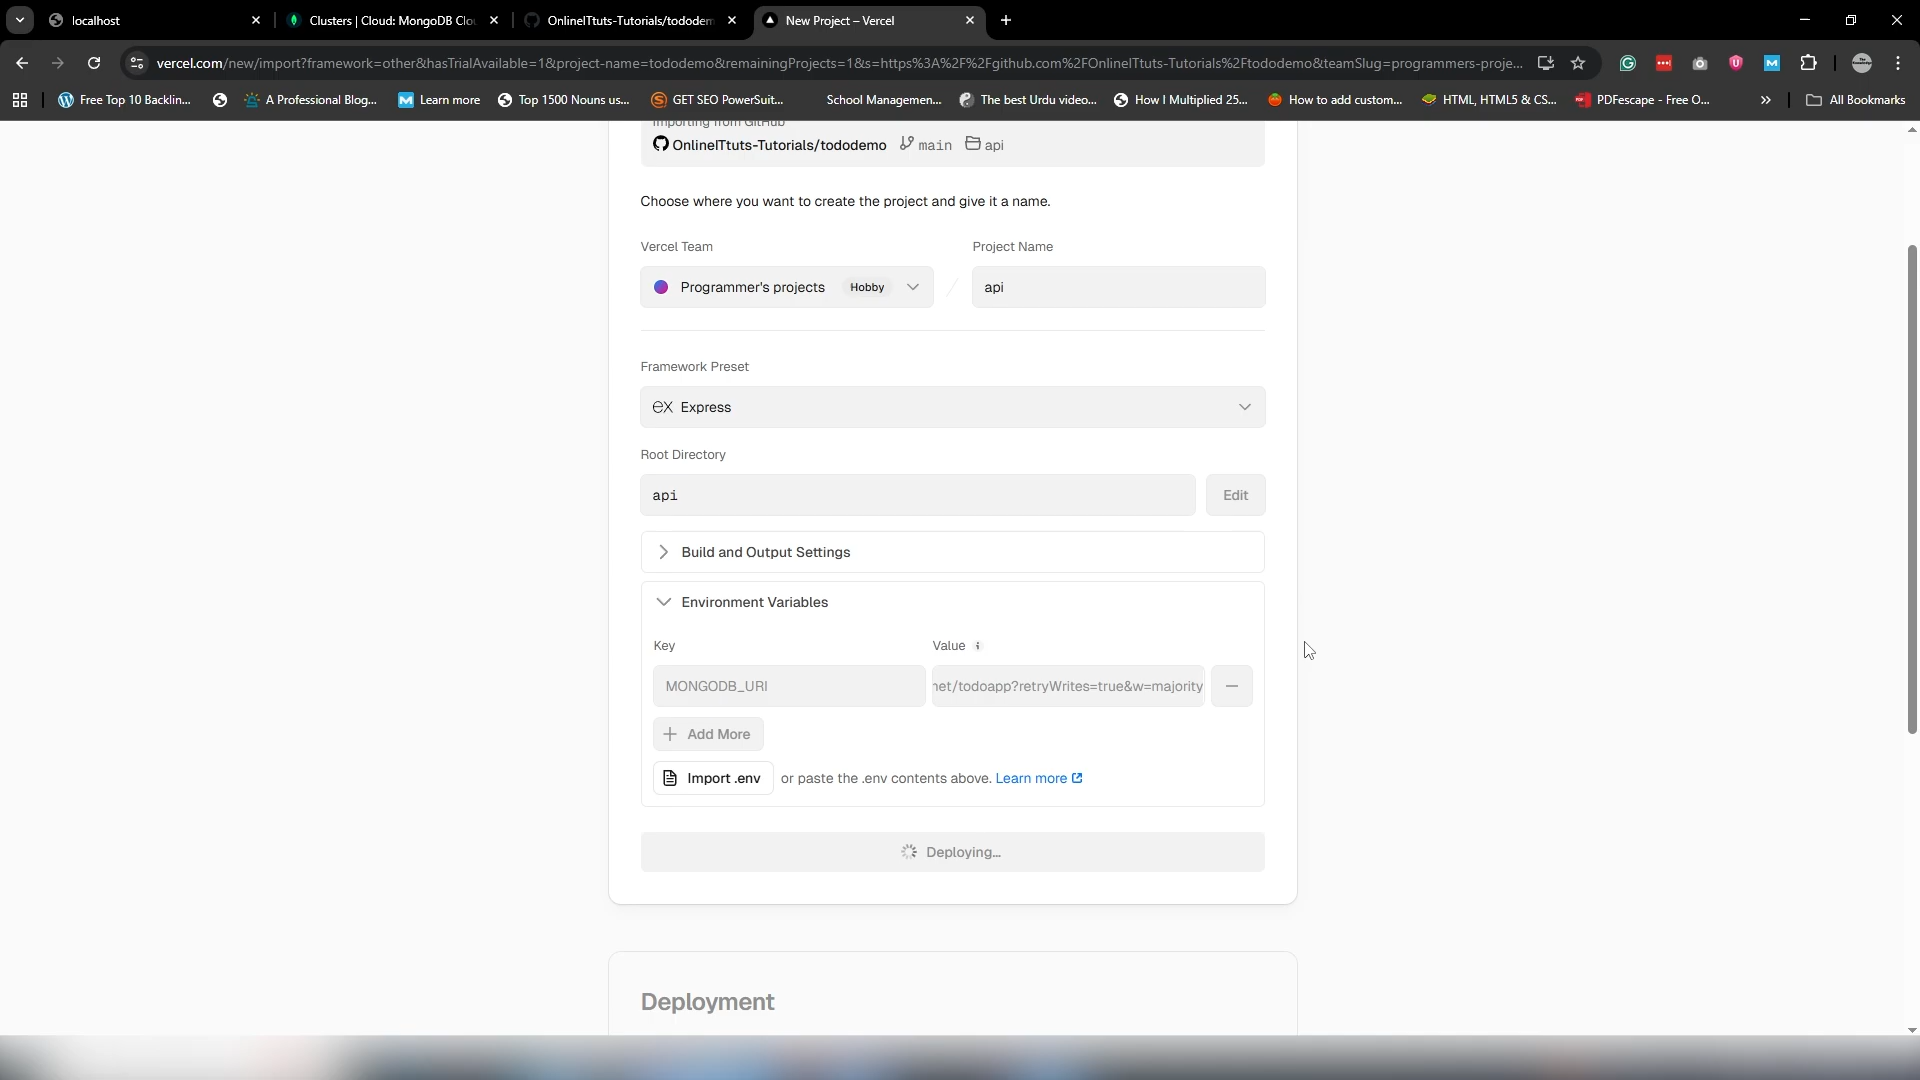 localhost
Clusters | Cloud: MongoDB Clou
OnlineITtuts-Tutorials/tododem
New Project – Vercel
vercel.com/new/import?framework=other&hasTrialAvailable=1&project-name=tododemo&remainingProjects=1&s=https%3A%2F%2Fgithub.com%2FOnlineITtuts-Tutorials%2Ftododemo&teamSlug=programmers-proje...
Free Top 10 Backlin...
A Professional Blog...
Learn more
Top 1500 Nouns us...
GET SEO PowerSuit...
School Managemen...
The best Urdu video...
How I Multiplied 25...
How to add custom...
HTML, HTML5 & CS...
PDFescape - Free O...
All Bookmarks
Importing from GitHub
OnlineITtuts-Tutorials/tododemo main api
Choose where you want to create the project and give it a name.
Vercel Team
Project Name
Programmer's projects Hobby
api
Framework Preset
Express
Root Directory
api
Edit
Build and Output Settings
Environment Variables
Key
Value
MONGODB_URI
net/todoapp?retryWrites=true&w=majority
Add More
Import .env or paste the .env contents above. Learn more
Deploying...
Deployment